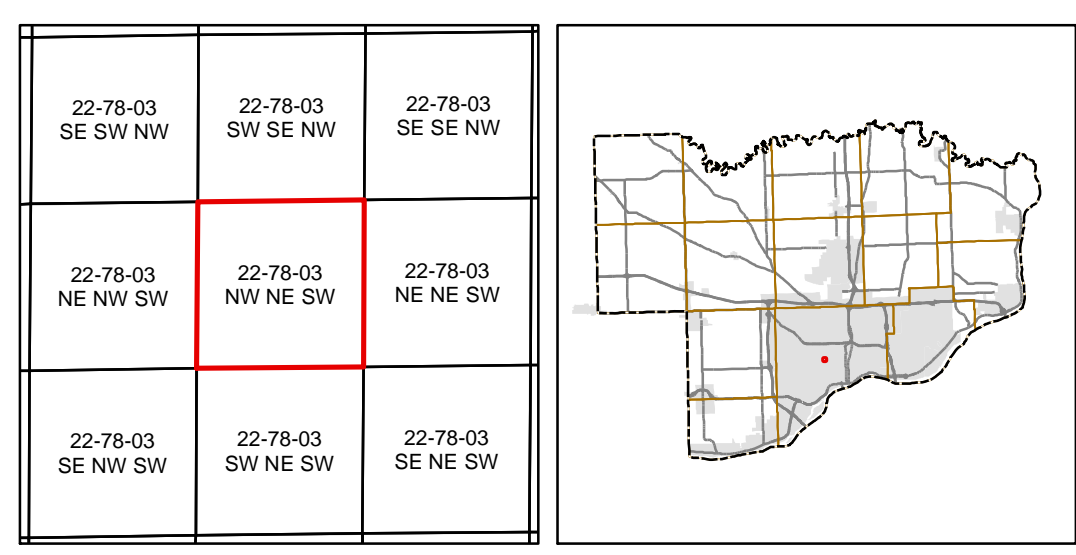 22-78-03
SE SW NW
22-78-03
SW SE NW
22-78-03
SE SE NW
22-78-03
NE NW SW
22-78-03
NW NE SW
22-78-03
NE NE SW
22-78-03
SE NW SW
22-78-03
SW NE SW
22-78-03
SE NE SW